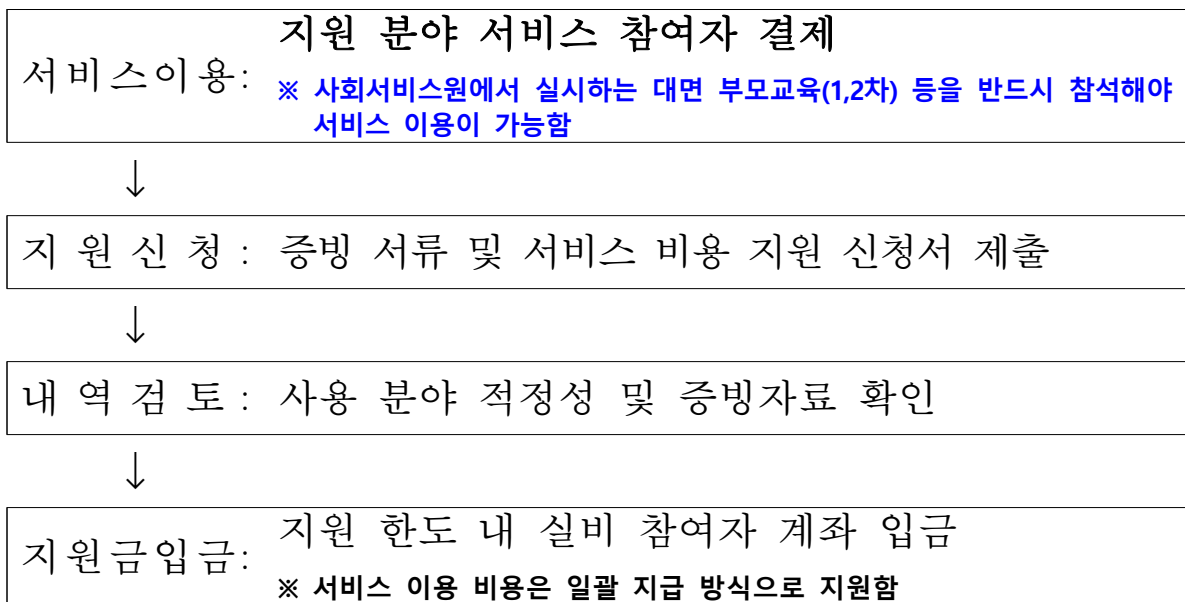 지원 분야 서비스 참여자 결제
서비스이용:
※ 사회서비스원에서 실시하는 대면 부모교육(1,2차) 등을 반드시 참석해야
서비스 이용이 가능함
↓
지 원 신 청 : 증빙 서류 및 서비스 비용 지원 신청서 제출
↓
내 역 검 토 : 사용 분야 적정성 및 증빙자료 확인
↓
지원 한도 내 실비 참여자 계좌 입금
지원금입금:
※ 서비스 이용 비용은 일괄 지급 방식으로 지원함